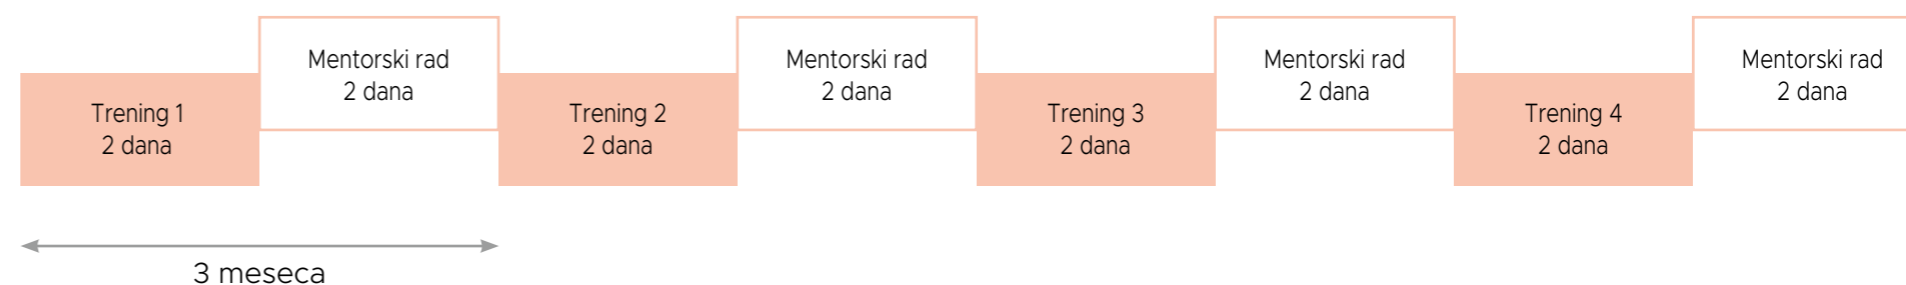 Mentorski rad
2 dana
Mentorski rad
2 dana
Mentorski rad
2 dana
Mentorski rad
2 dana
Trening 1
2 dana
Trening 2
2 dana
Trening 3
2 dana
Trening 4
2 dana
3 meseca